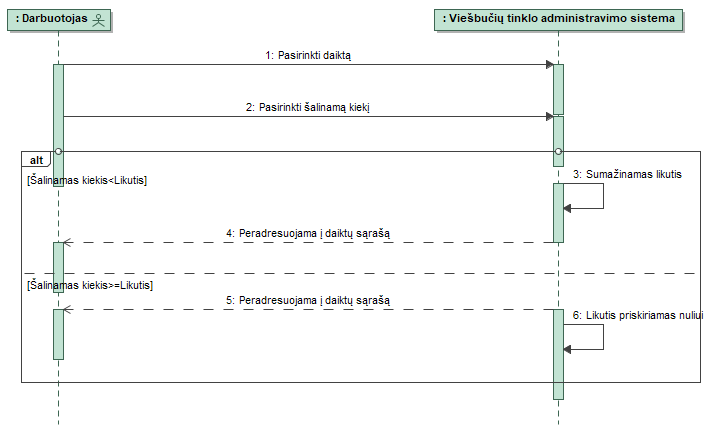 : Darbuotojas
: Viešbučių tinklo administravimo sistema
1: Pasirinkti daiktą
2: Pasirinkti šalinamą kiekį
alt
[Šalinamas kiekis<Likutis]
3: Sumažinamas likutis
4: Peradresuojama į daiktų sąrašą
[Šalinamas kiekis>=Likutis]
5: Peradresuojama į daiktų sąrašą
6: Likutis priskiriamas nuliui